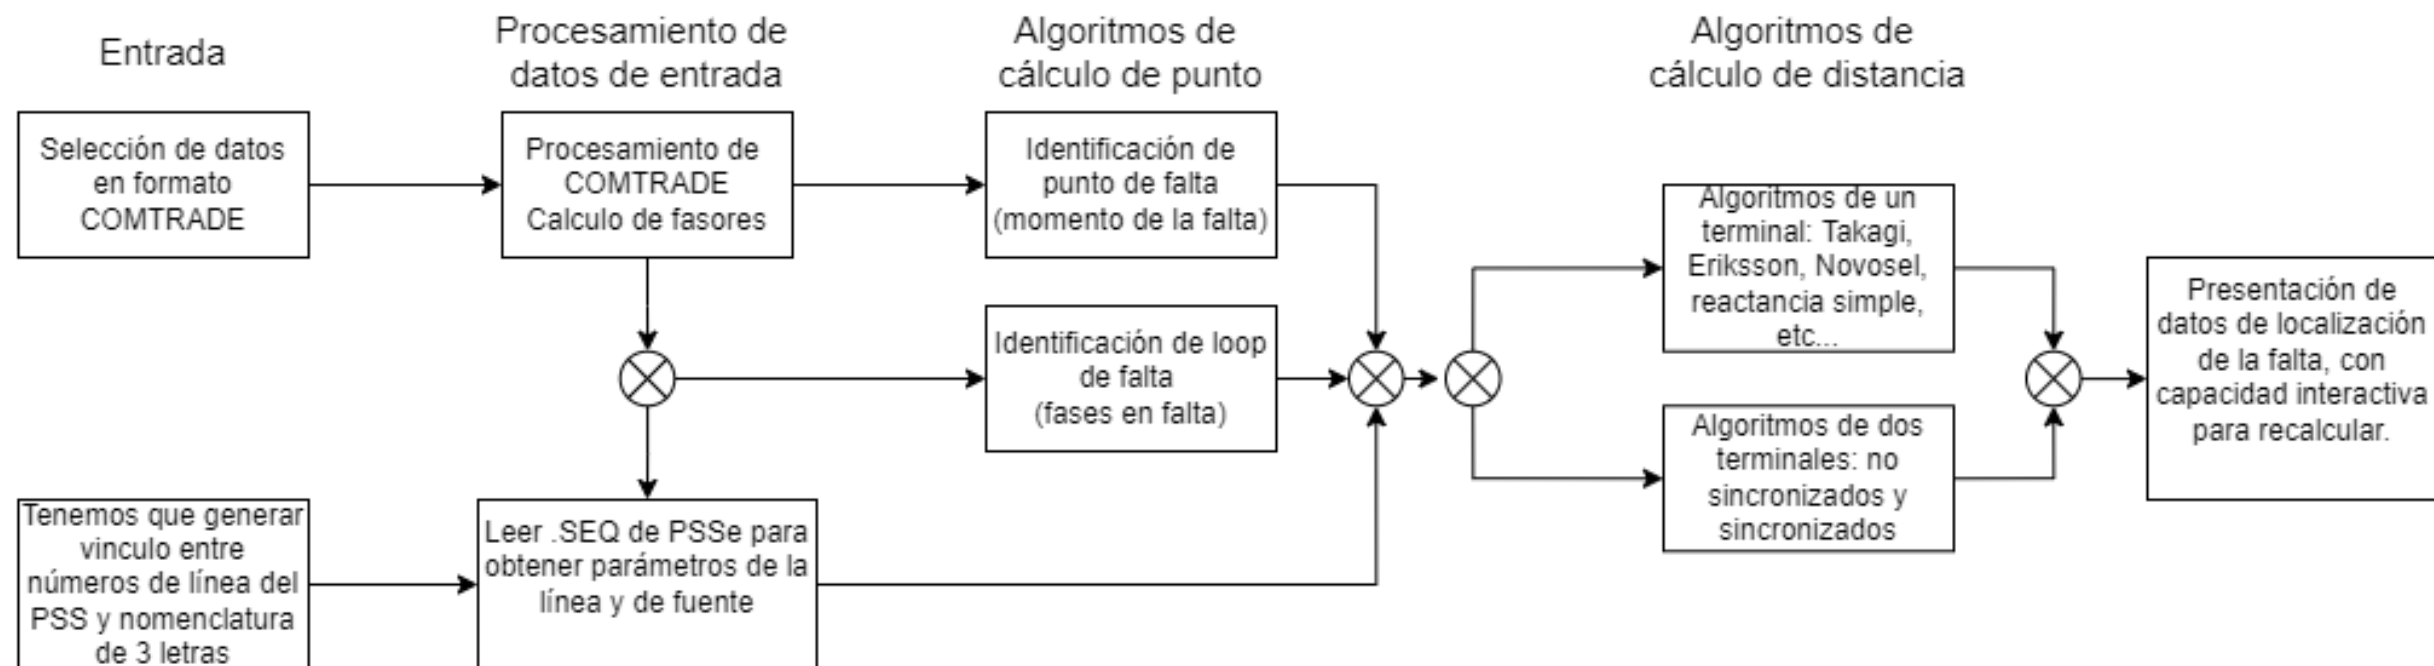 Entrada
Procesamiento de
datos de entrada
Algoritmos de
cálculo de punto
Algoritmos de
cálculo de distancia
Selección de datos
en formato
COMTRADE
Procesamiento de
COMTRADE
Calculo de fasores
Identificación de
punto de falta
(momento de la falta)
Identificación de loop
de falta
(fases en falta)
Algoritmos de un
terminal: Takagi,
Eriksson, Novosel,
reactancia simple,
etc...
Algoritmos de dos
terminales: no
sincronizados y
sincronizados
Presentación de
datos de localización
de la falta, con
capacidad interactiva
para recalcular.
Tenemos que generar
vinculo entre
números de línea del
PSS y nomenclatura
de 3 letras
Leer .SEQ de PSSe para
obtener parámetros de la
línea y de fuente